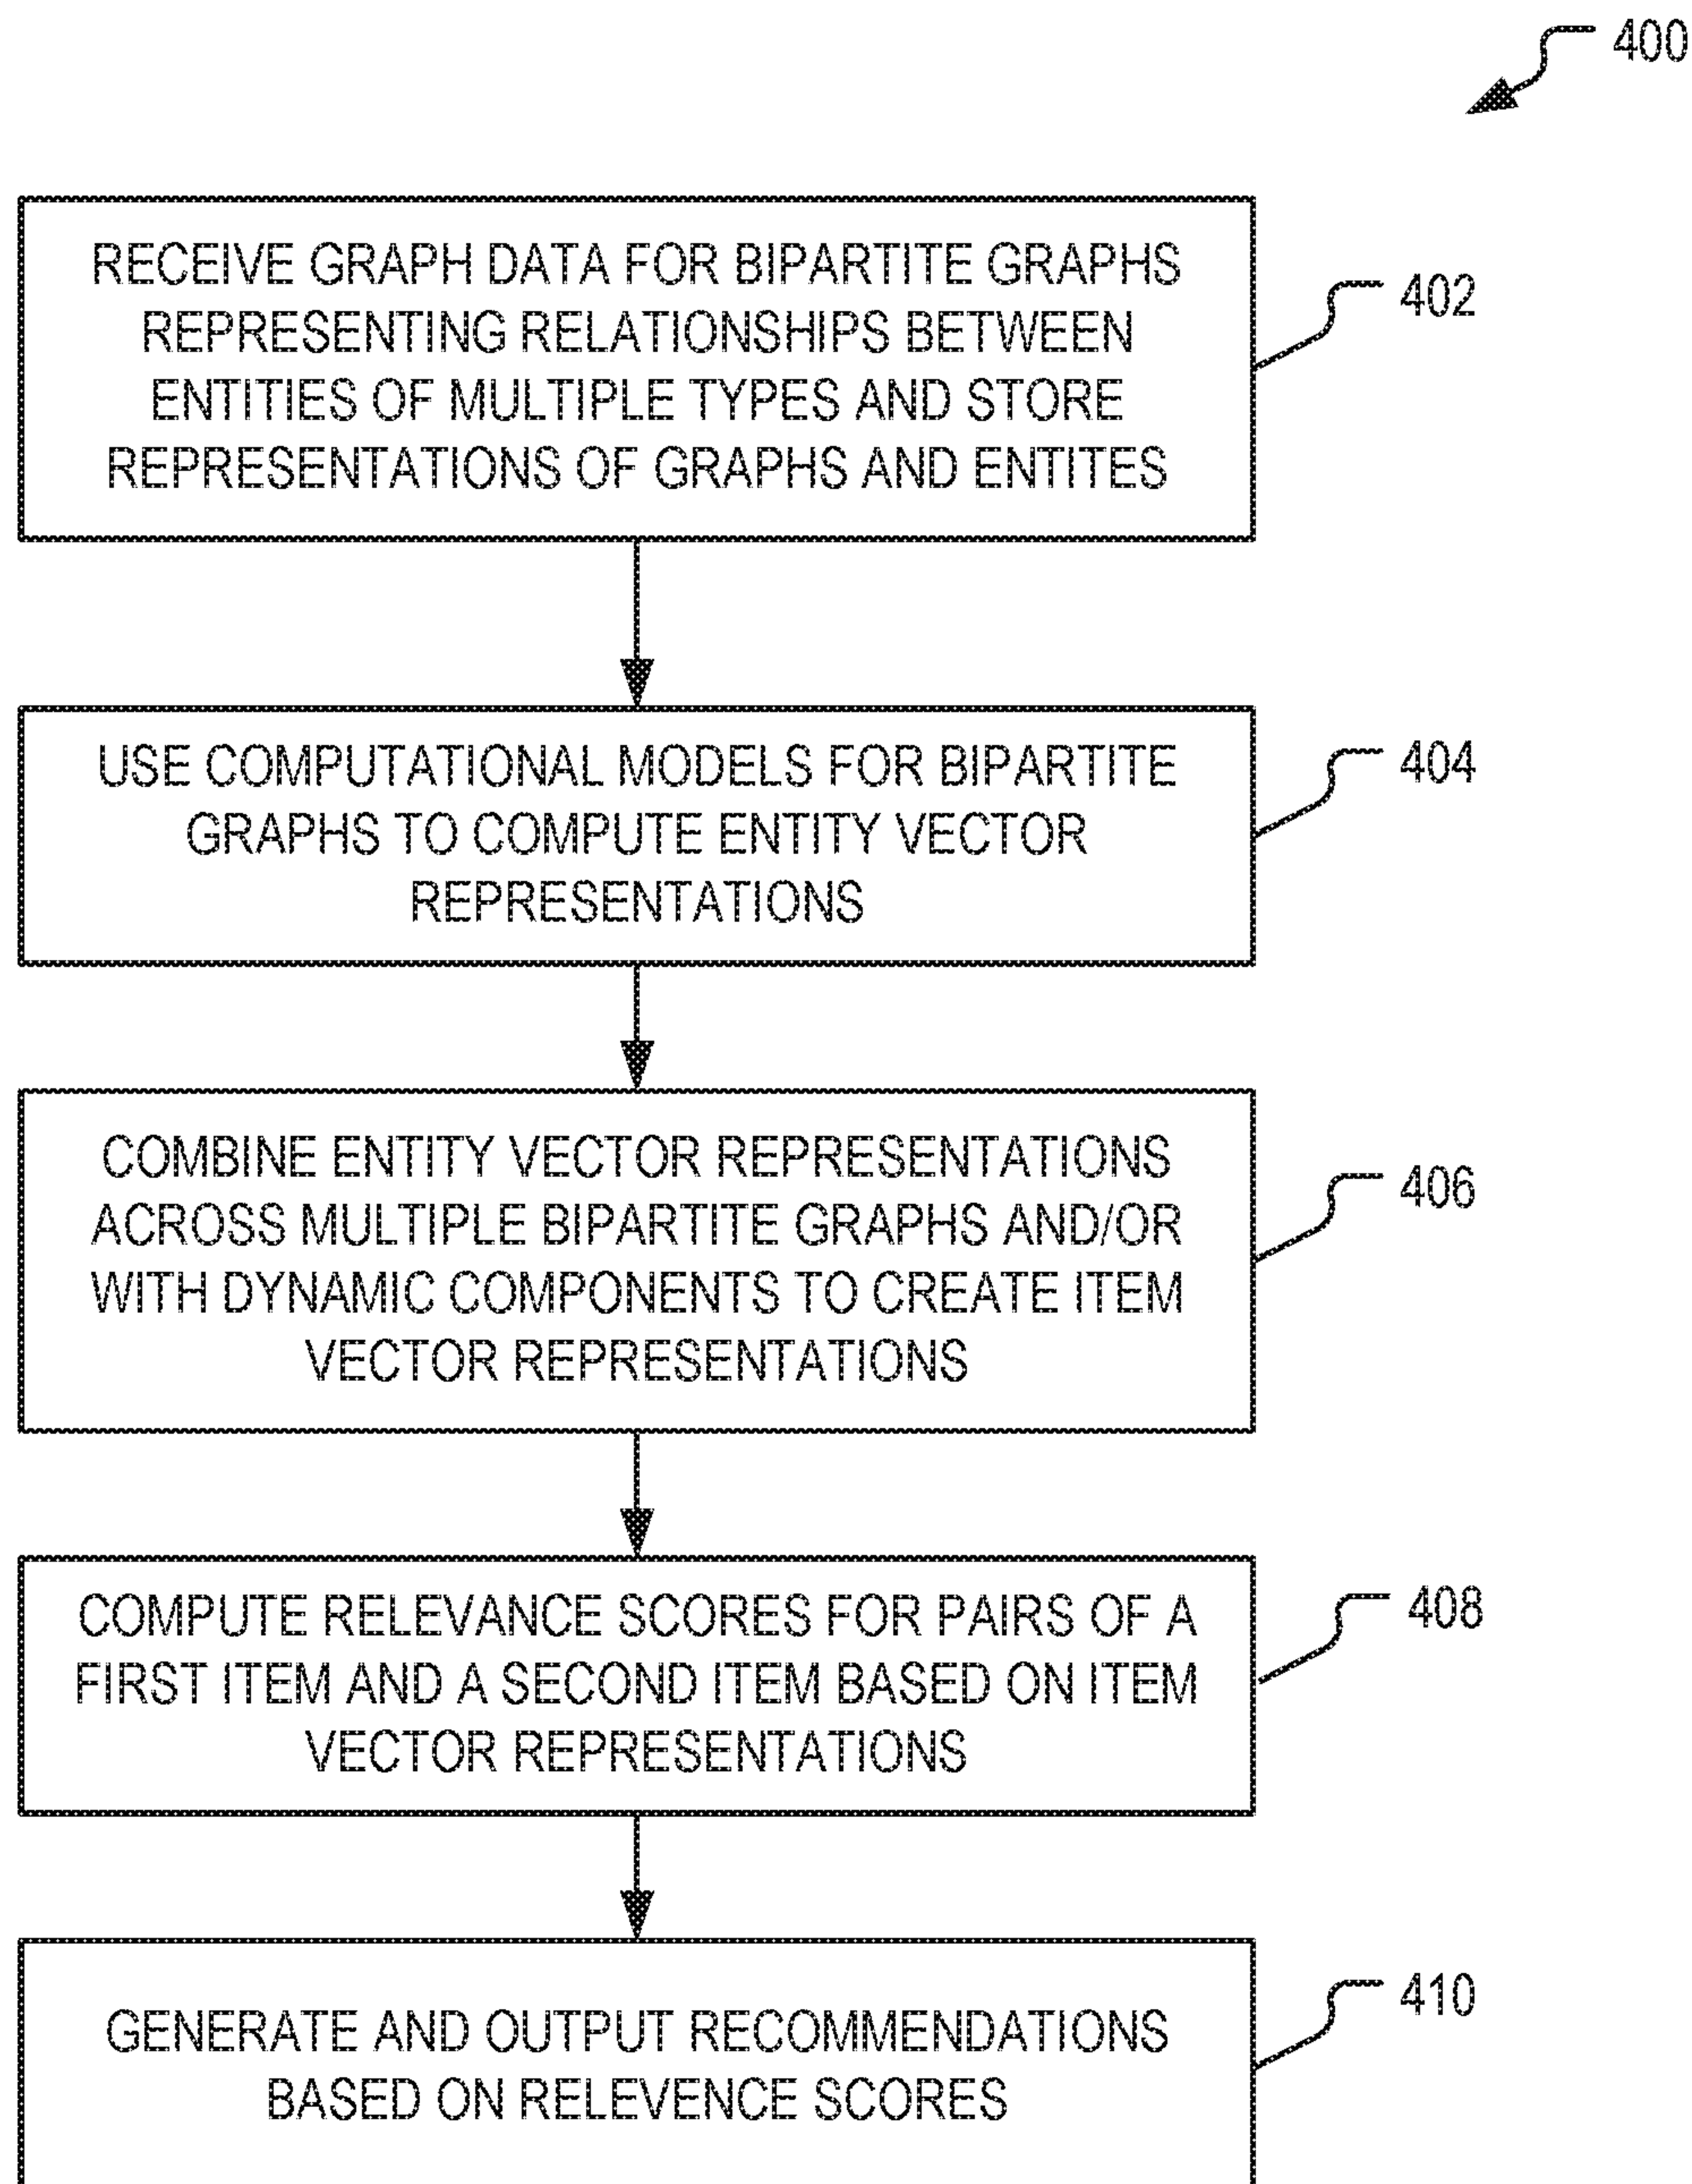 400
RECEIVE GRAPH DATA FOR BIPARTITE GRAPHS
REPRESENTING RELATIONSHIPS BETWEEN
ENTITIES OF MULTIPLE TYPES AND STORE
REPRESENTATIONS OF GRAPHS AND ENTITES
402
USE COMPUTATIONAL MODELS FOR BIPARTITE
GRAPHS TO COMPUTE ENTITY VECTOR
REPRESENTATIONS
404
COMBINE ENTITY VECTOR REPRESENTATIONS
ACROSS MULTIPLE BIPARTITE GRAPHS AND/OR
WITH DYNAMIC COMPONENTS TO CREATE ITEM
VECTOR REPRESENTATIONS
406
COMPUTE RELEVANCE SCORES FOR PAIRS OF A
FIRST ITEM AND A SECOND ITEM BASED ON ITEM
VECTOR REPRESENTATIONS
408
GENERATE AND OUTPUT RECOMMENDATIONS
BASED ON RELEVENCE SCORES
410